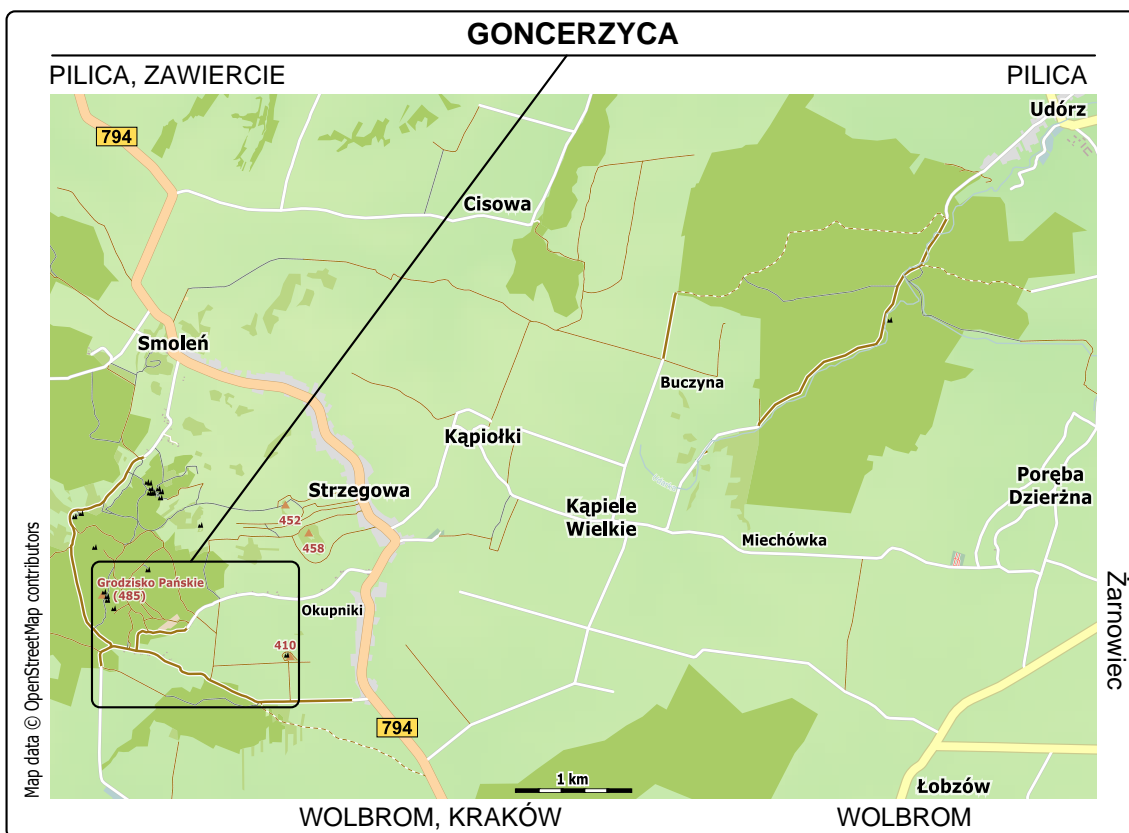 GONCERZYCA
PILICA, ZAWIERCIE
PILICA
Udórz
794
Cisowa
Smoleń
Buczyna
Kąpiołki
Strzegowa
Poręba
Dzierżna
452
Kąpiele
Wielkie
458
Miechówka
Grodzisko Pańskie
(485)
Okupniki
410
Żarnowiec
794
1 km
Łobzów
Map data © OpenStreetMap contributors
WOLBROM, KRAKÓW
WOLBROM